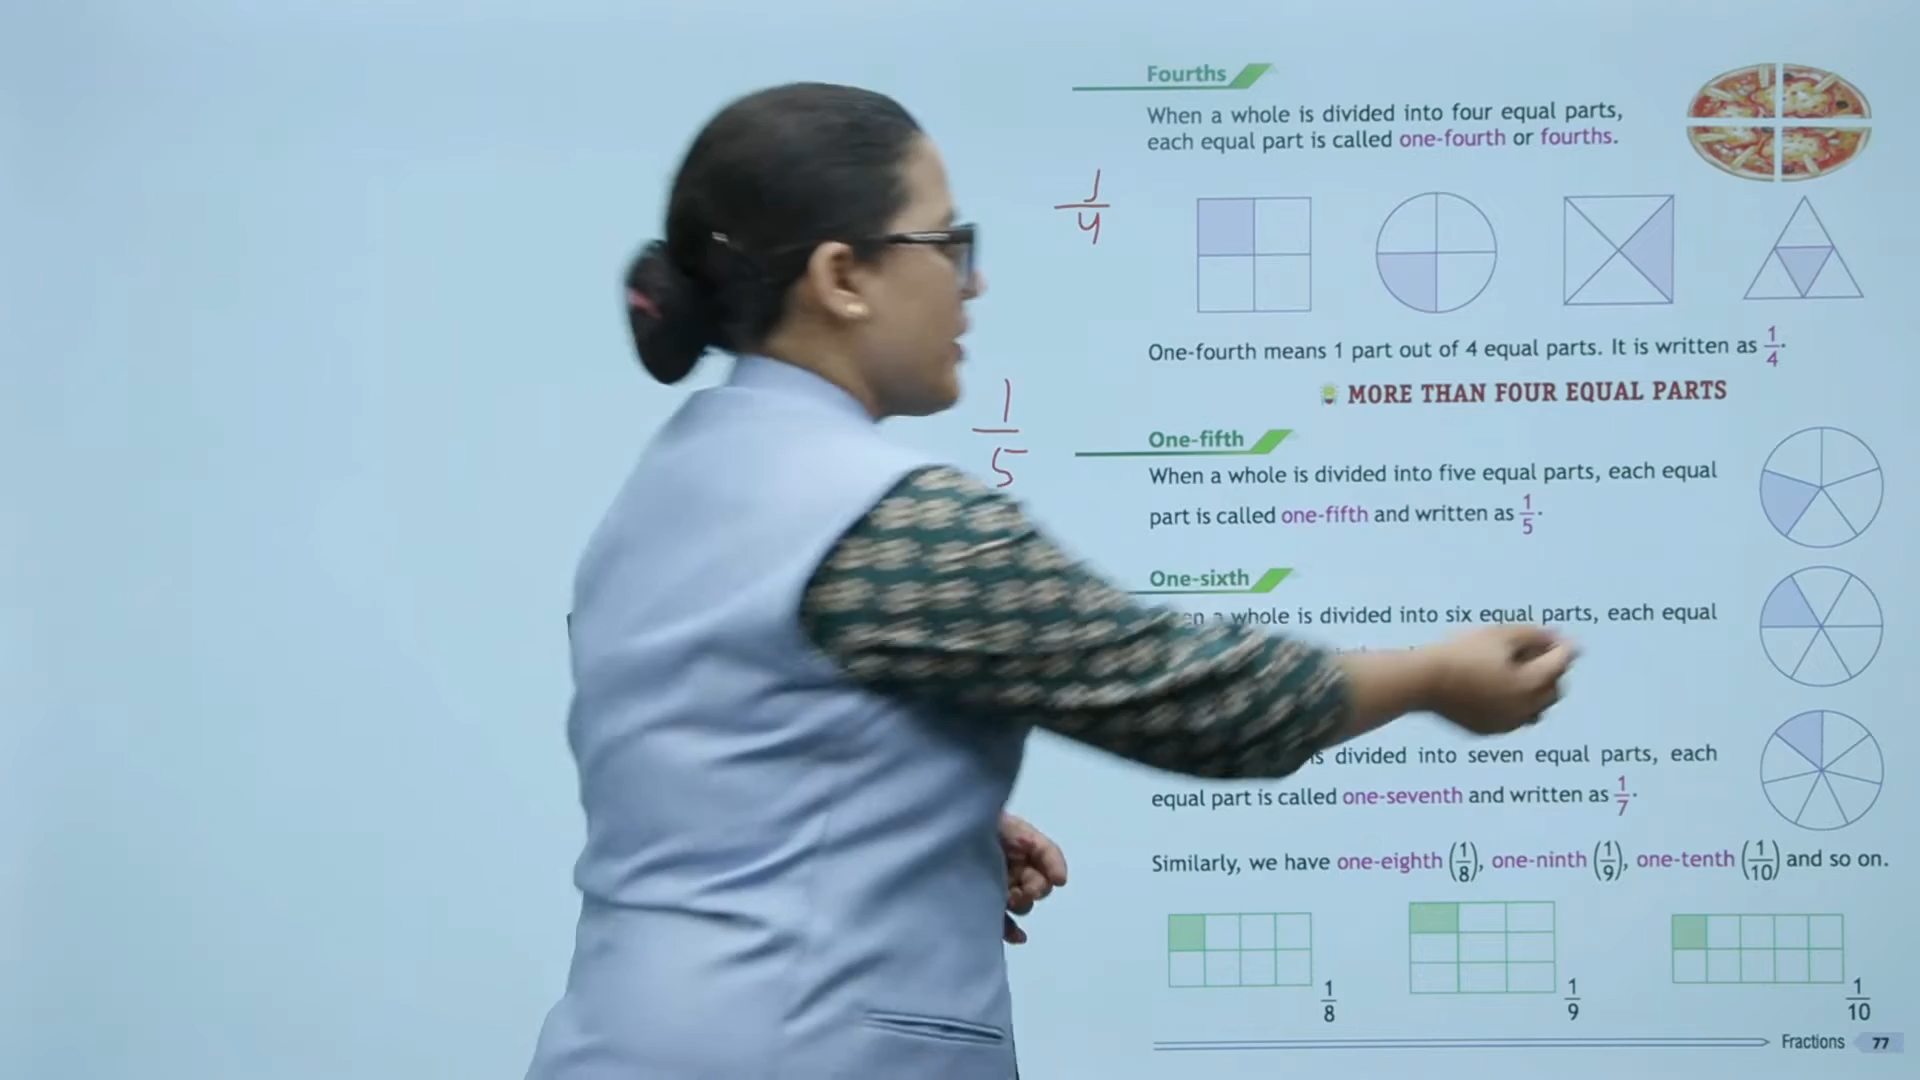 Fourths
When a whole is divided into four equal parts,
each equal part is called one-fourth or fourths.
1/4
One-fourth means 1 part out of 4 equal parts. It is written as 1/4.
MORE THAN FOUR EQUAL PARTS
1/5
One-fifth
When a whole is divided into five equal parts, each equal
part is called one-fifth and written as 1/5.
One-sixth
whole is divided into six equal parts, each equal
divided into seven equal parts, each
equal part is called one-seventh and written as 1/7.
Similarly, we have one-eighth (1/8), one-ninth (1/9), one-tenth (1/10) and so on.
1/8
1/9
1/10
Fractions 77